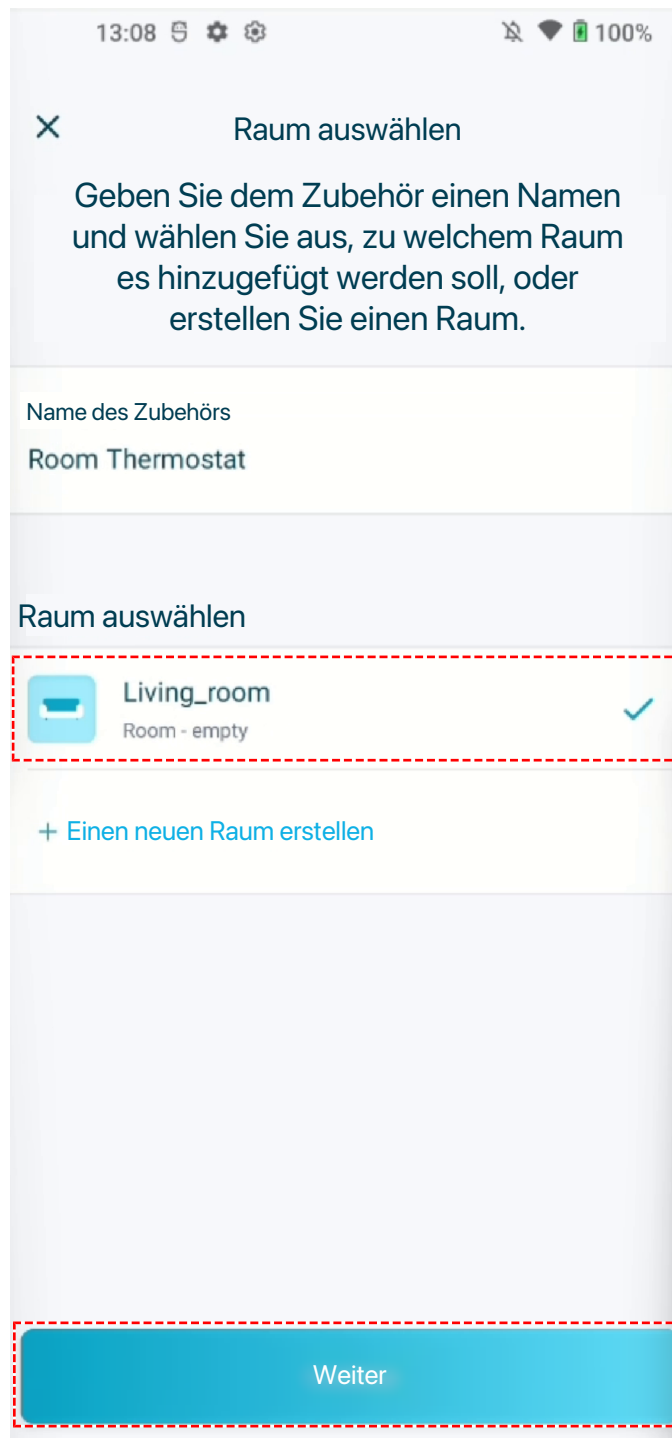 13:08 100%
Raum auswählen
Geben Sie dem Zubehör einen Namen
und wählen Sie aus, zu welchem Raum
es hinzugefügt werden soll, oder
erstellen Sie einen Raum.
Name des Zubehörs
Room Thermostat
Raum auswählen
Living_room
Room - empty
+ Einen neuen Raum erstellen
Weiter